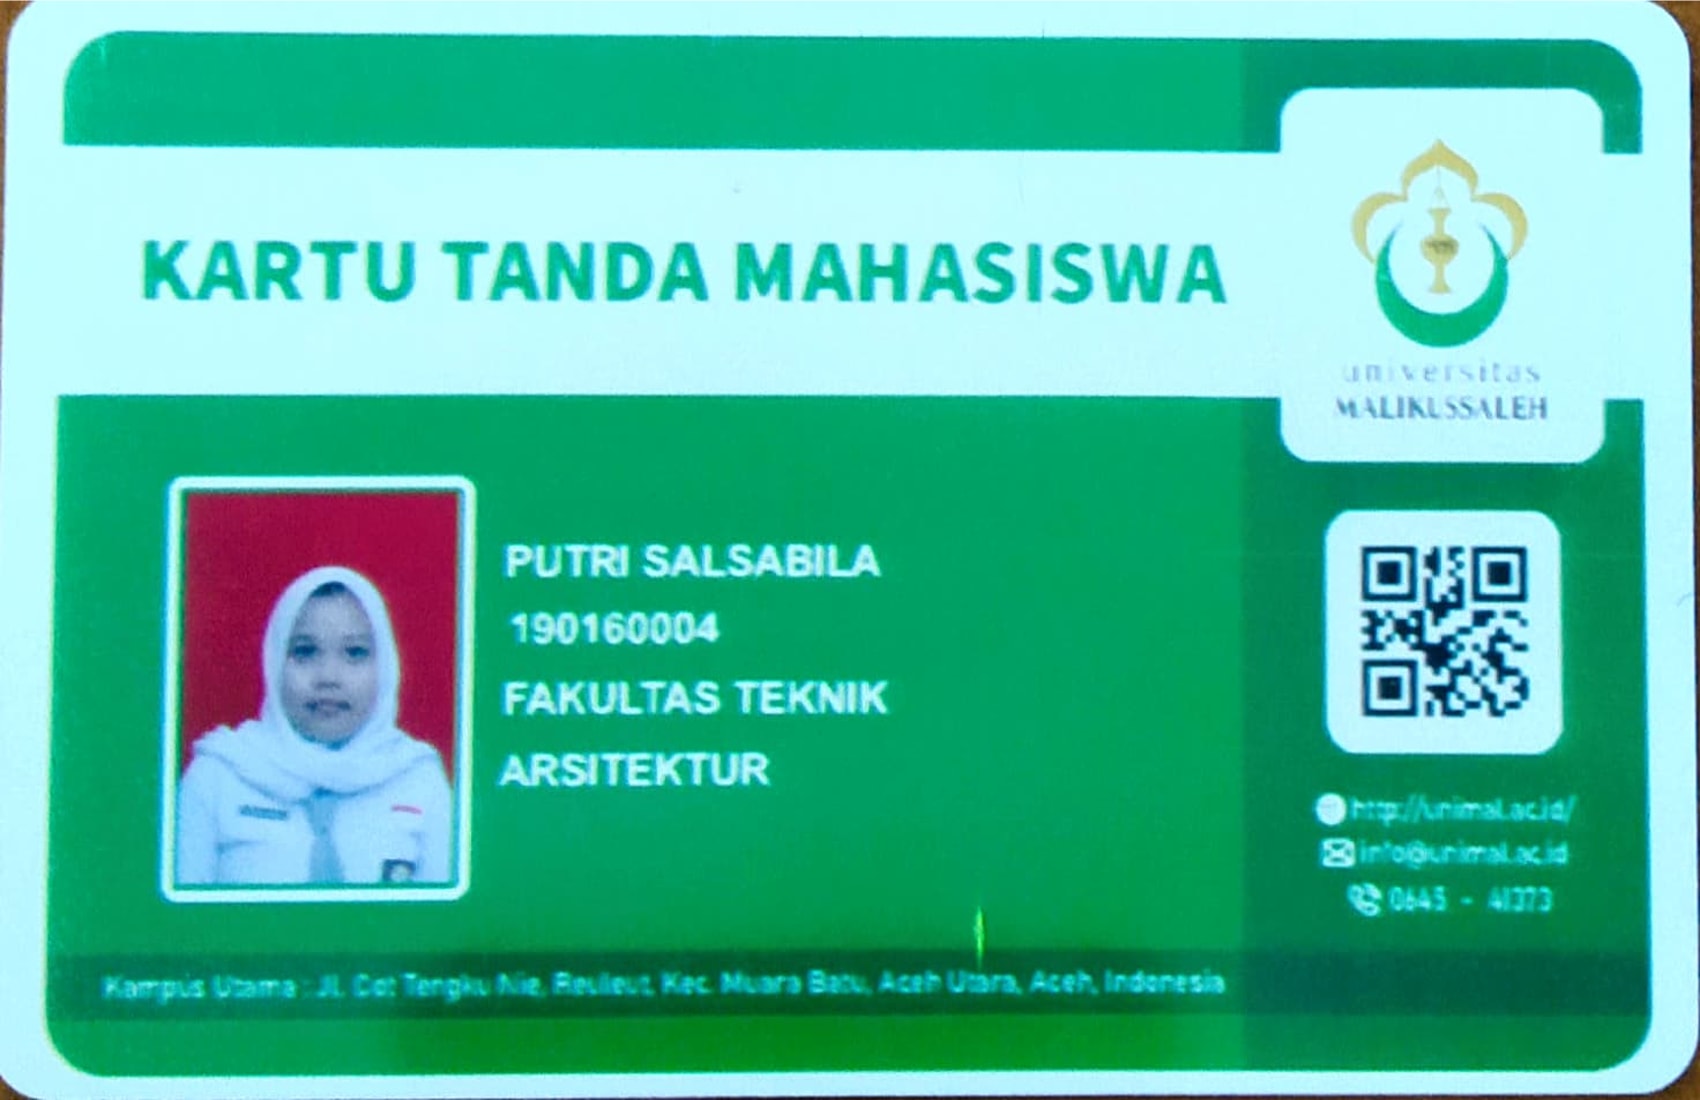 KARTU TANDA MAHASISWA
universitas
MALIKUSSALEH
PUTRI SALSABILA
190160004
FAKULTAS TEKNIK
ARSITEKTUR
http://unimal.ac.id/
info@unimal.ac.id
0645 - 41373
Kampus Utama : Jl. Cot Tengku Nie, Reuleut, Kec. Muara Batu, Aceh Utara, Aceh, Indonesia